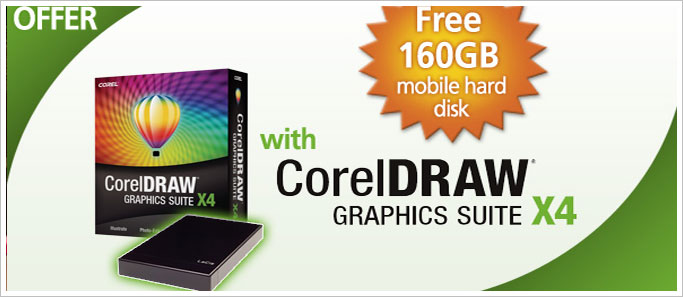 OFFER
Free
160GB
mobile hard
disk
COREL
CorelDRAW
GRAPHICS SUITE X4
CorelDRAW
GRAPHICS SUITE
X4
LaCie
with
CorelDRAW®
GRAPHICS SUITE X4